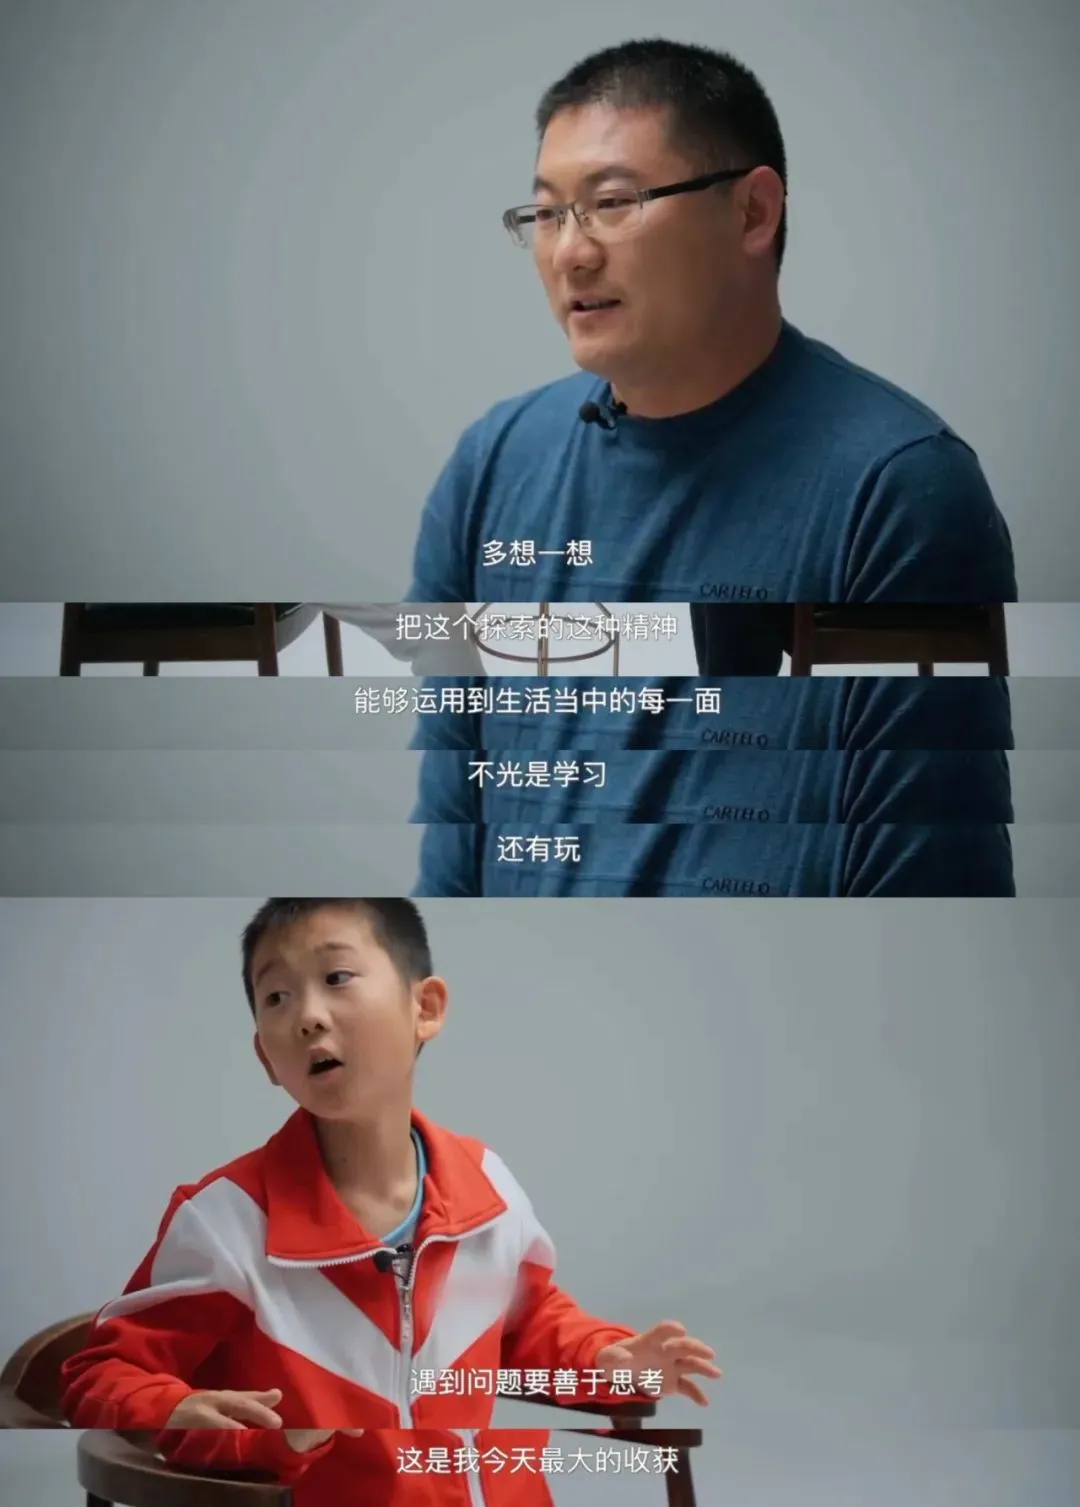 多想一想
CARTELO
把这个探索的这种精神
能够运用到生活当中的每一面
CARTELO
不光是学习
CARTELO
还有玩
CARTELO
遇到问题要善于思考
这是我今天最大的收获